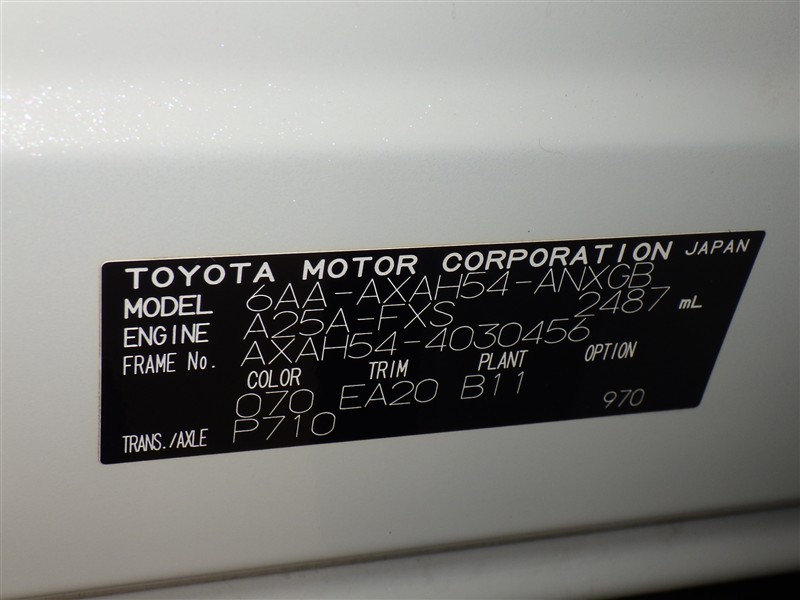 TOYOTA MOTOR CORPORATION JAPAN
MODEL 6AA-AXAH54-ANXGB
ENGINE A25A-FXS 2487 mL
FRAME No. AXAH54-4030456
COLOR TRIM PLANT OPTION
070 EA20 B11 970
TRANS./AXLE P710